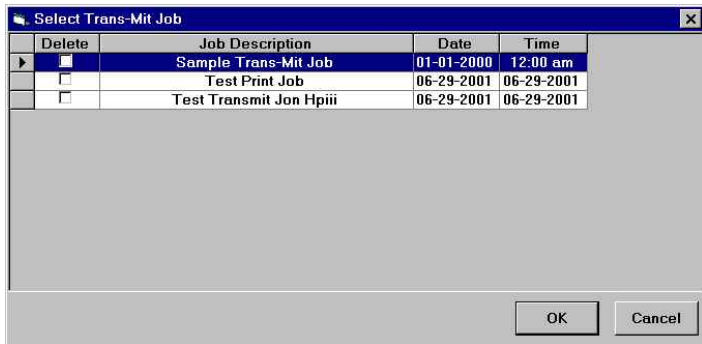 Select Trans-Mit Job
Delete Job Description Date Time
Sample Trans-Mit Job 01-01-2000 12:00 am
Test Print Job 06-29-2001 06-29-2001
Test Transmit Jon Hpiii 06-29-2001 06-29-2001
OK Cancel